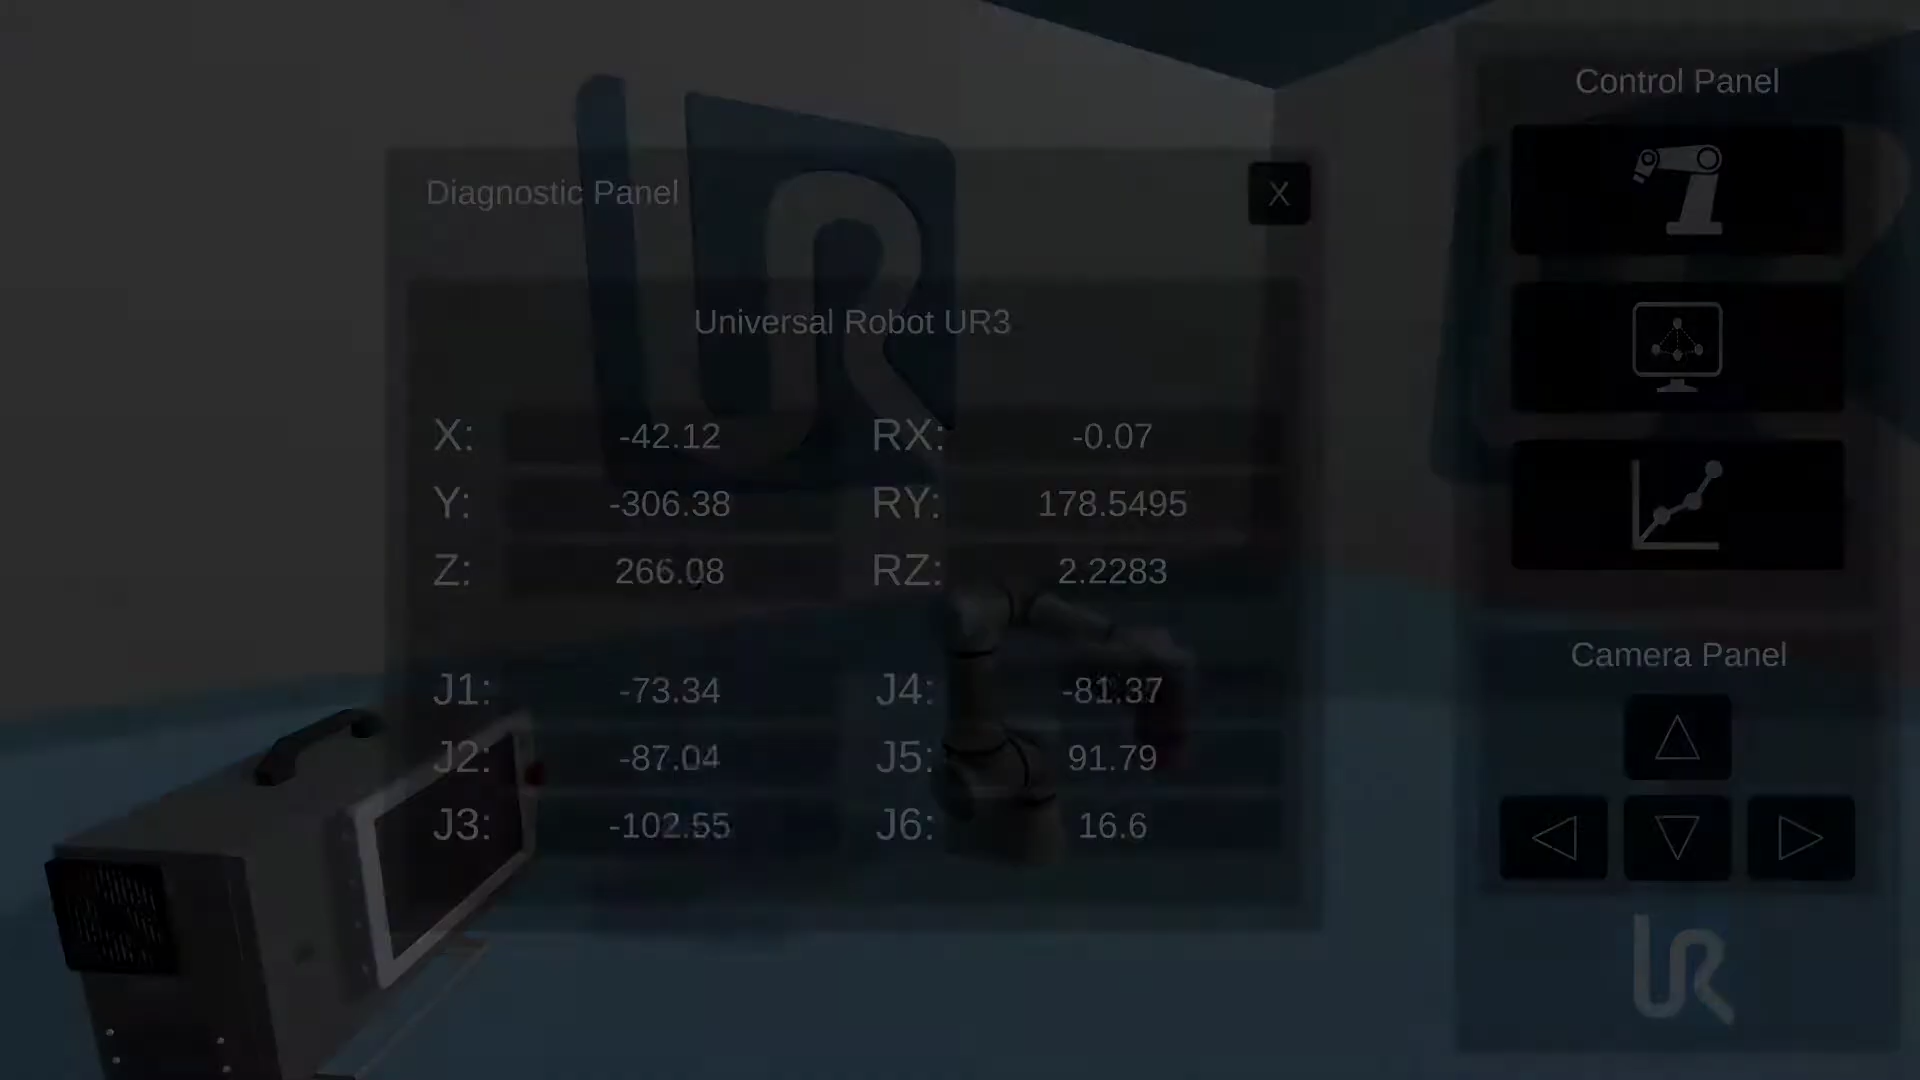 Control Panel
Diagnostic Panel
X
Universal Robot UR3
X: -42.12 RX: -0.07
Y: -306.38 RY: 178.5495
Z: 266.08 RZ: 2.2283
J1: -73.34 J4: -81.37
J2: -87.04 J5: 91.79
J3: -102.55 J6: 16.6
Camera Panel
UR
UR